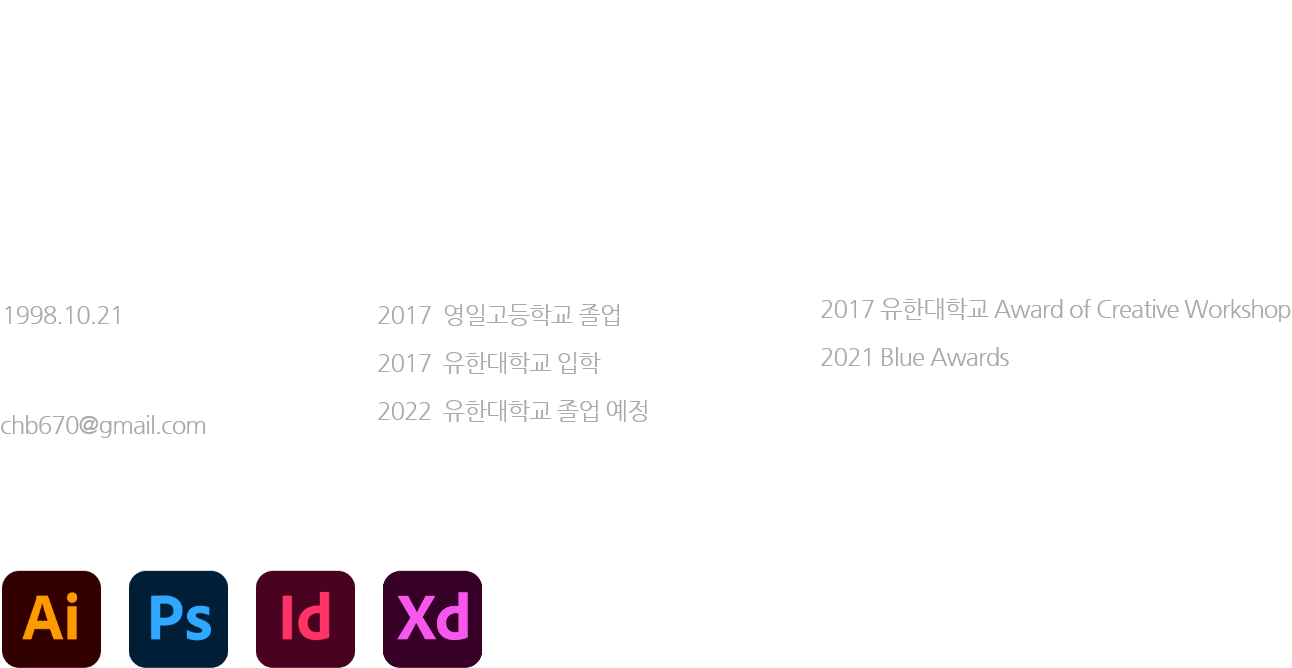 1998.10.21
chb670@gmail.com
2017 영일고등학교 졸업
2017 유한대학교 입학
2022 유한대학교 졸업 예정
2017 유한대학교 Award of Creative Workshop
2021 Blue Awards
Ai Ps Id Xd